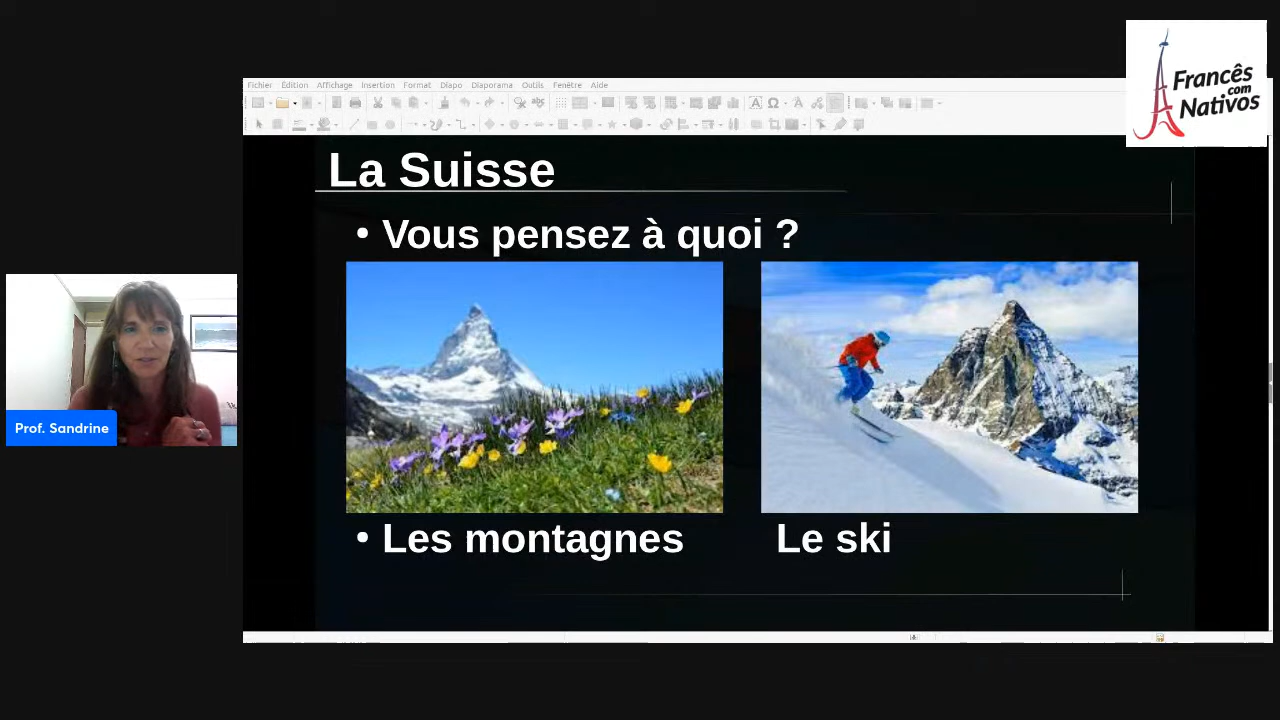 Francês
com
Nativos
Fichier Edition Affichage Insertion Format Diapo Diaporama Outils Fenêtre Aide
La Suisse
• Vous pensez à quoi ?
• Les montagnes
Le ski
Prof. Sandrine